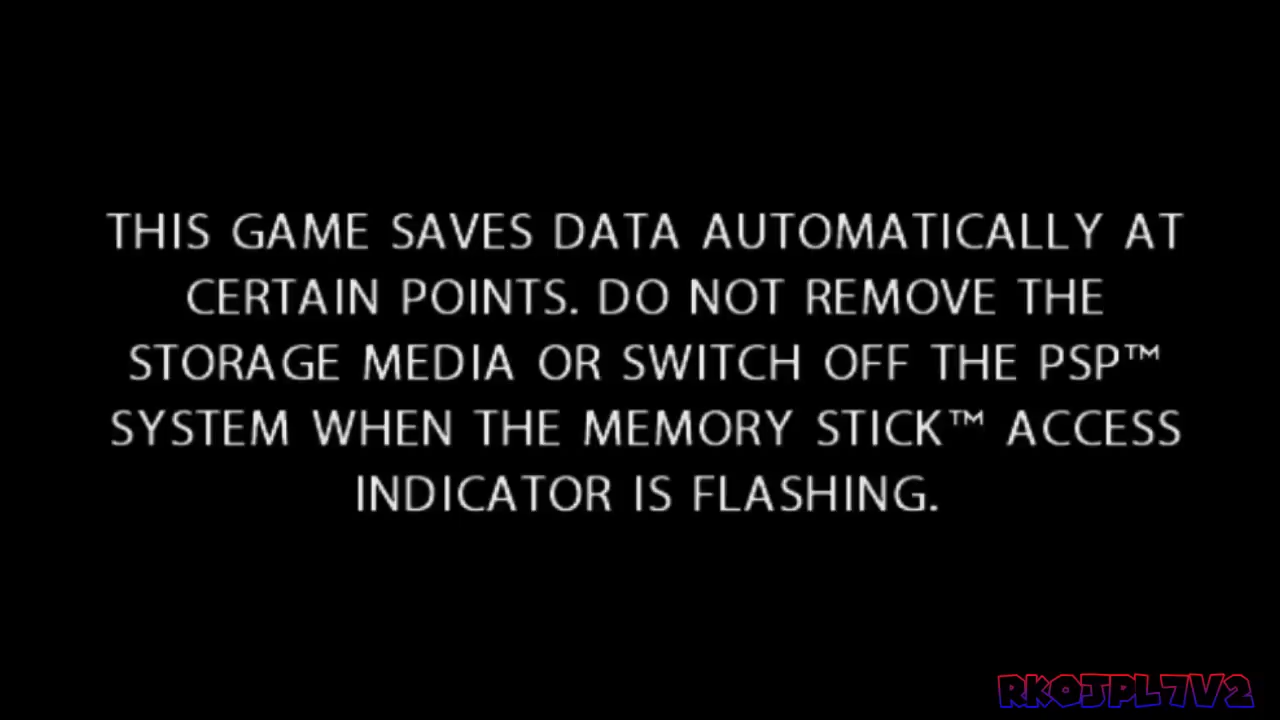 THIS GAME SAVES DATA AUTOMATICALLY AT
CERTAIN POINTS. DO NOT REMOVE THE
STORAGE MEDIA OR SWITCH OFF THE PSP™
SYSTEM WHEN THE MEMORY STICK™ ACCESS
INDICATOR IS FLASHING.
RKOJPL7V2